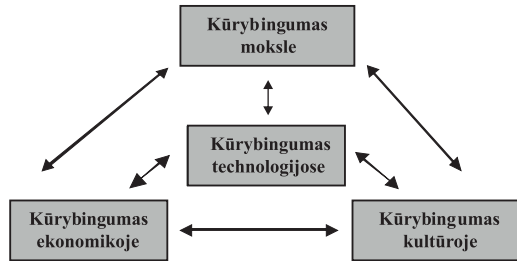 Kūrybingumas
moksle
Kūrybingumas
technologijose
Kūrybingumas
ekonomikoje
Kūrybingumas
kultūroje